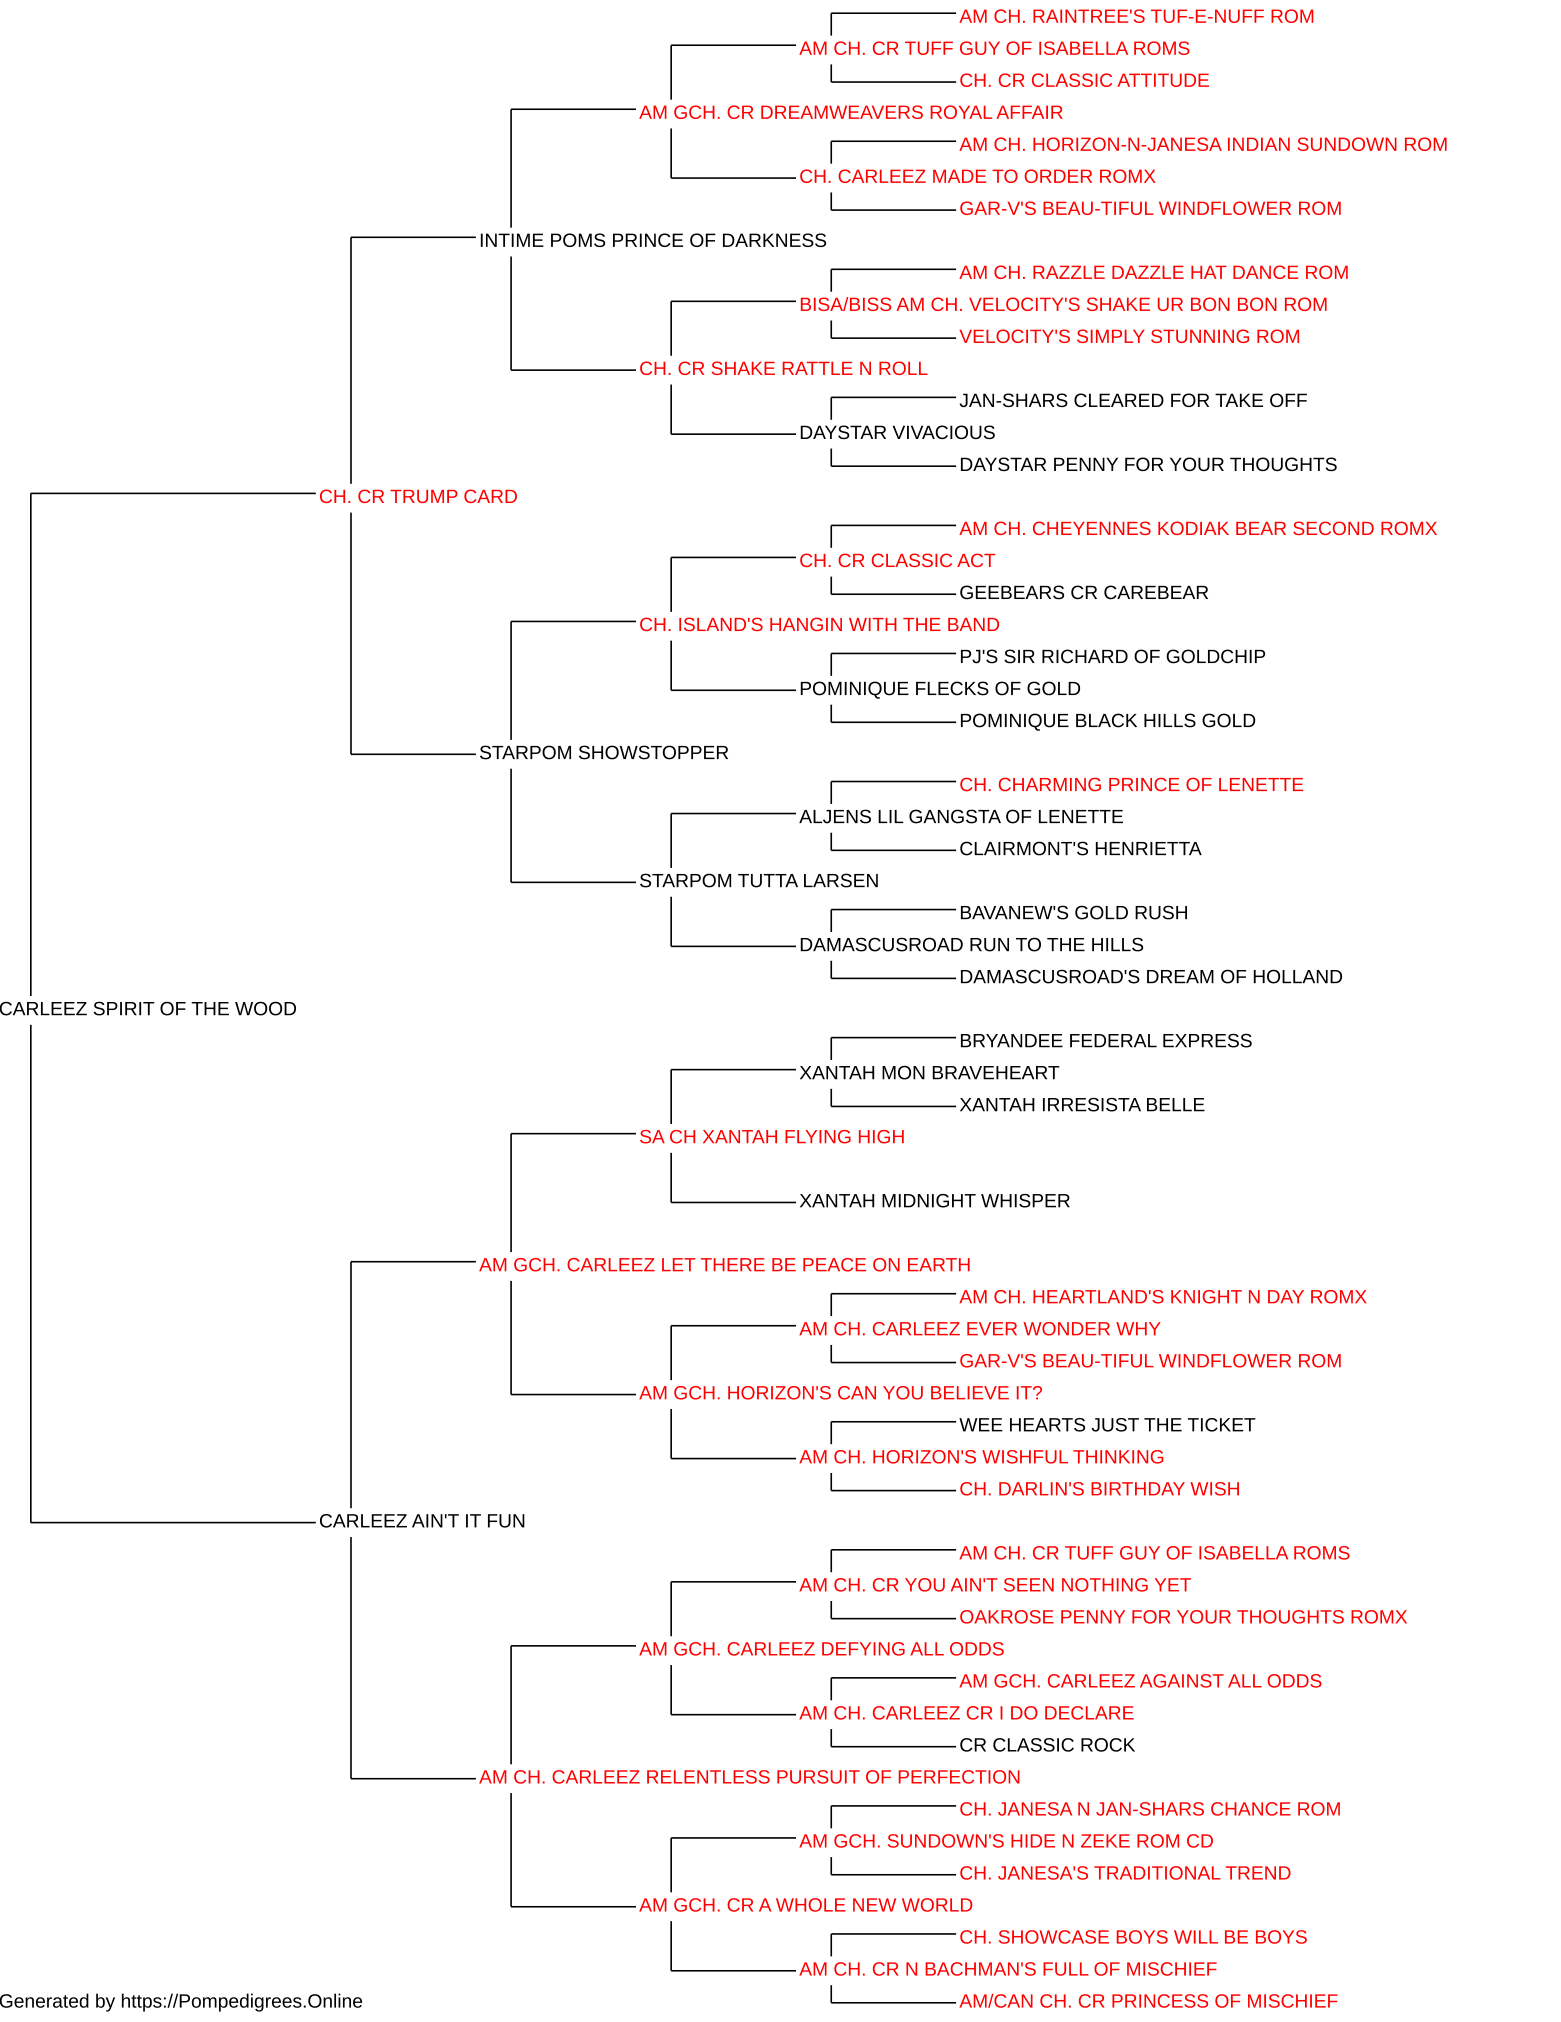 AM CH. RAINTREE'S TUF-E-NUFF ROM
AM CH. CR TUFF GUY OF ISABELLA ROMS
CH. CR CLASSIC ATTITUDE
AM GCH. CR DREAMWEAVERS ROYAL AFFAIR
AM CH. HORIZON-N-JANESA INDIAN SUNDOWN ROM
CH. CARLEEZ MADE TO ORDER ROMX
GAR-V'S BEAU-TIFUL WINDFLOWER ROM
INTIME POMS PRINCE OF DARKNESS
AM CH. RAZZLE DAZZLE HAT DANCE ROM
BISA/BISS AM CH. VELOCITY'S SHAKE UR BON BON ROM
VELOCITY'S SIMPLY STUNNING ROM
CH. CR SHAKE RATTLE N ROLL
JAN-SHARS CLEARED FOR TAKE OFF
DAYSTAR VIVACIOUS
DAYSTAR PENNY FOR YOUR THOUGHTS
CH. CR TRUMP CARD
AM CH. CHEYENNES KODIAK BEAR SECOND ROMX
CH. CR CLASSIC ACT
GEEBEARS CR CAREBEAR
CH. ISLAND'S HANGIN WITH THE BAND
PJ'S SIR RICHARD OF GOLDCHIP
POMINIQUE FLECKS OF GOLD
POMINIQUE BLACK HILLS GOLD
STARPOM SHOWSTOPPER
CH. CHARMING PRINCE OF LENETTE
ALJENS LIL GANGSTA OF LENETTE
CLAIRMONT'S HENRIETTA
STARPOM TUTTA LARSEN
BAVANEW'S GOLD RUSH
DAMASCUSROAD RUN TO THE HILLS
DAMASCUSROAD'S DREAM OF HOLLAND
CARLEEZ SPIRIT OF THE WOOD
BRYANDEE FEDERAL EXPRESS
XANTAH MON BRAVEHEART
XANTAH IRRESISTA BELLE
SA CH XANTAH FLYING HIGH
XANTAH MIDNIGHT WHISPER
AM GCH. CARLEEZ LET THERE BE PEACE ON EARTH
AM CH. HEARTLAND'S KNIGHT N DAY ROMX
AM CH. CARLEEZ EVER WONDER WHY
GAR-V'S BEAU-TIFUL WINDFLOWER ROM
AM GCH. HORIZON'S CAN YOU BELIEVE IT?
WEE HEARTS JUST THE TICKET
AM CH. HORIZON'S WISHFUL THINKING
CH. DARLIN'S BIRTHDAY WISH
CARLEEZ AIN'T IT FUN
AM CH. CR TUFF GUY OF ISABELLA ROMS
AM CH. CR YOU AIN'T SEEN NOTHING YET
OAKROSE PENNY FOR YOUR THOUGHTS ROMX
AM GCH. CARLEEZ DEFYING ALL ODDS
AM GCH. CARLEEZ AGAINST ALL ODDS
AM CH. CARLEEZ CR I DO DECLARE
CR CLASSIC ROCK
AM CH. CARLEEZ RELENTLESS PURSUIT OF PERFECTION
CH. JANESA N JAN-SHARS CHANCE ROM
AM GCH. SUNDOWN'S HIDE N ZEKE ROM CD
CH. JANESA'S TRADITIONAL TREND
AM GCH. CR A WHOLE NEW WORLD
CH. SHOWCASE BOYS WILL BE BOYS
AM CH. CR N BACHMAN'S FULL OF MISCHIEF
AM/CAN CH. CR PRINCESS OF MISCHIEF
Generated by https://Pompedigrees.Online